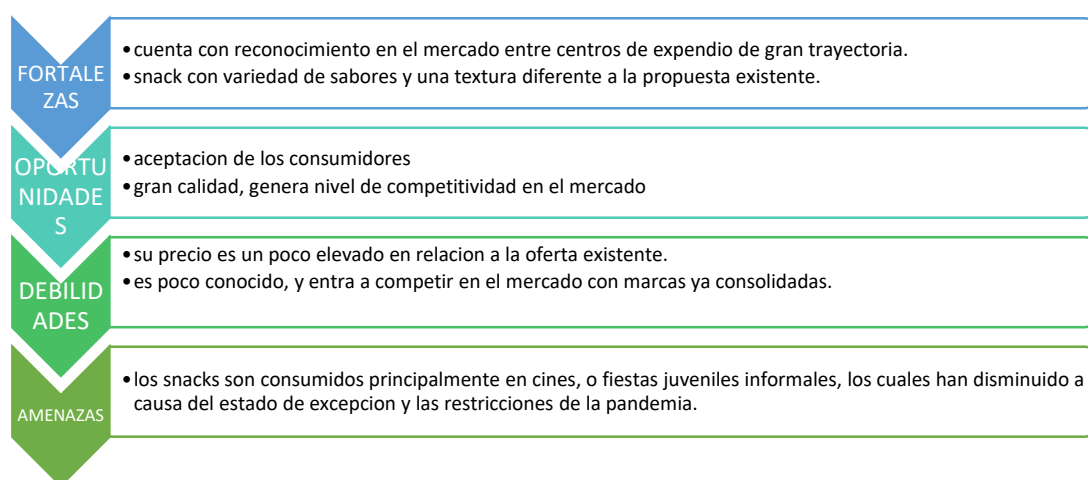 FORTALE
ZAS
•cuenta con reconocimiento en el mercado entre centros de expendio de gran trayectoria.
•snack con variedad de sabores y una textura diferente a la propuesta existente.
OPORTU
NIDADE
S
•aceptacion de los consumidores
•gran calidad, genera nivel de competitividad en el mercado
DEBILID
ADES
•su precio es un poco elevado en relacion a la oferta existente.
•es poco conocido, y entra a competir en el mercado con marcas ya consolidadas.
AMENAZAS
•los snacks son consumidos principalmente en cines, o fiestas juveniles informales, los cuales han disminuido a
causa del estado de excepcion y las restricciones de la pandemia.